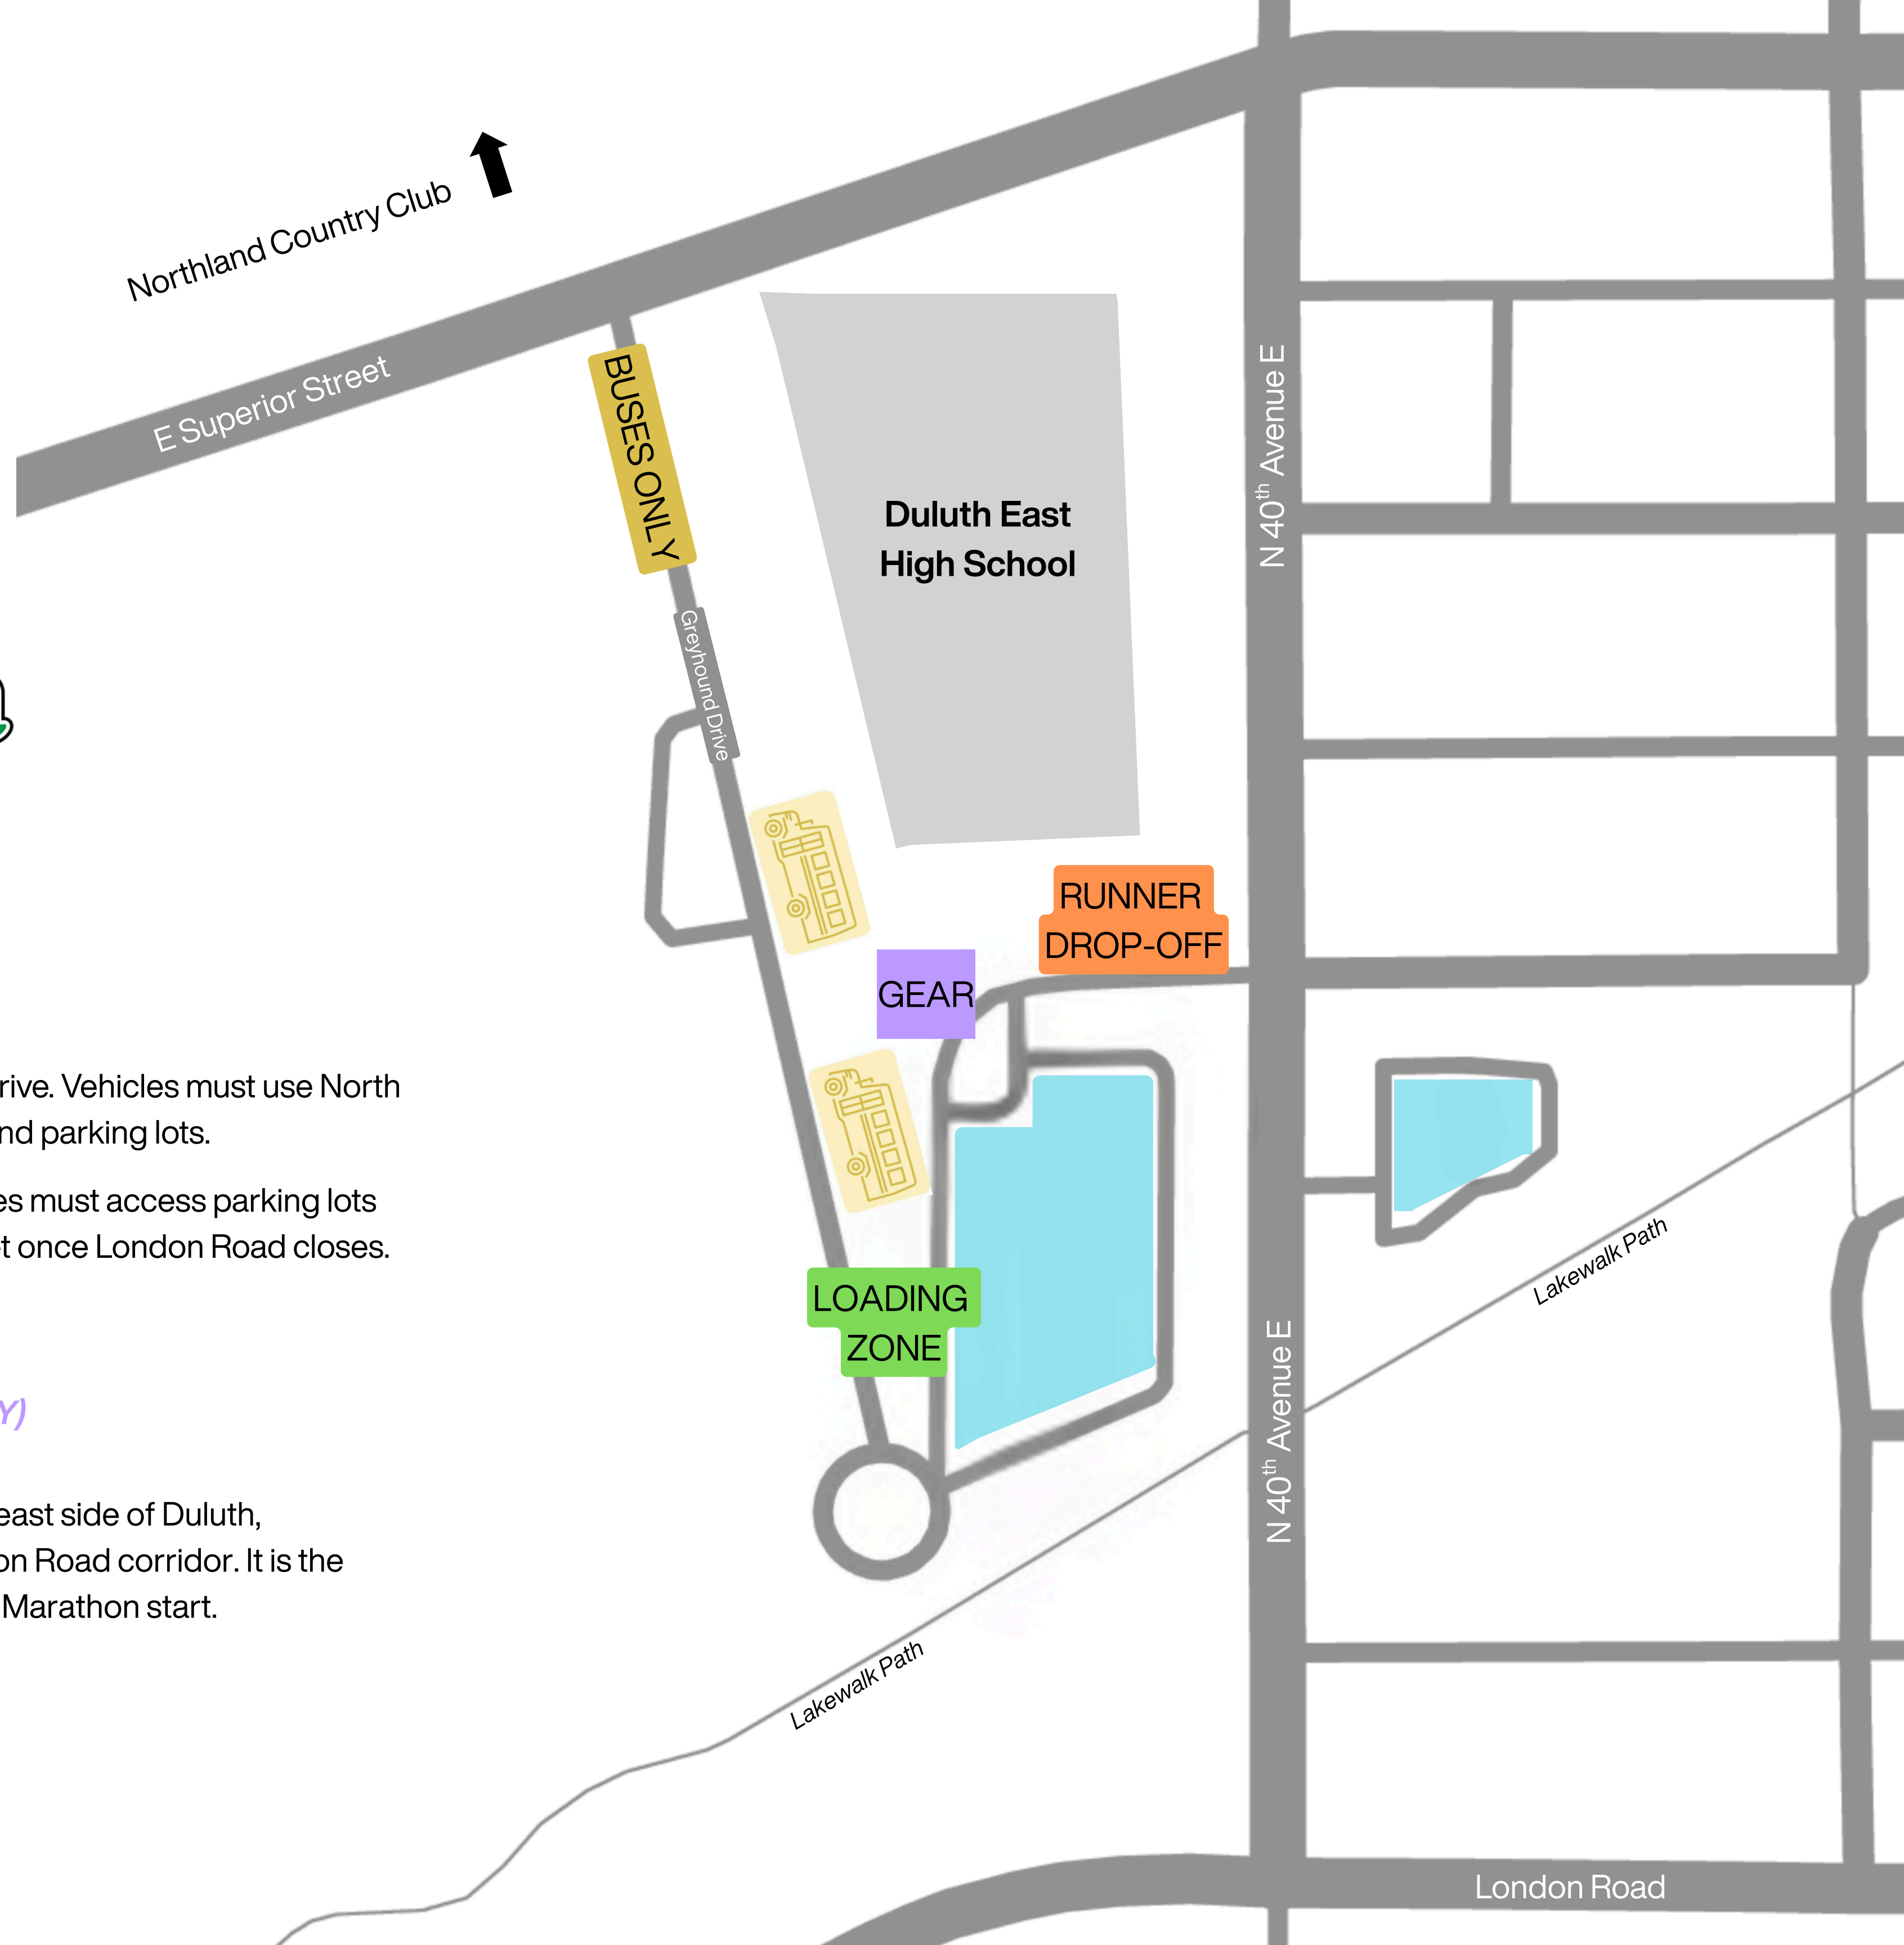 Northland Country Club
E Superior Street
BUSES ONLY
Greyhound Drive
Duluth East
High School
N 40th Avenue E
RUNNER
DROP-OFF
GEAR
rive. Vehicles must use North
nd parking lots.
es must access parking lots
t once London Road closes.
LOADING
ZONE
Lakewalk Path
N 40th Avenue E
Y)
east side of Duluth,
on Road corridor. It is the
Marathon start.
Lakewalk Path
London Road